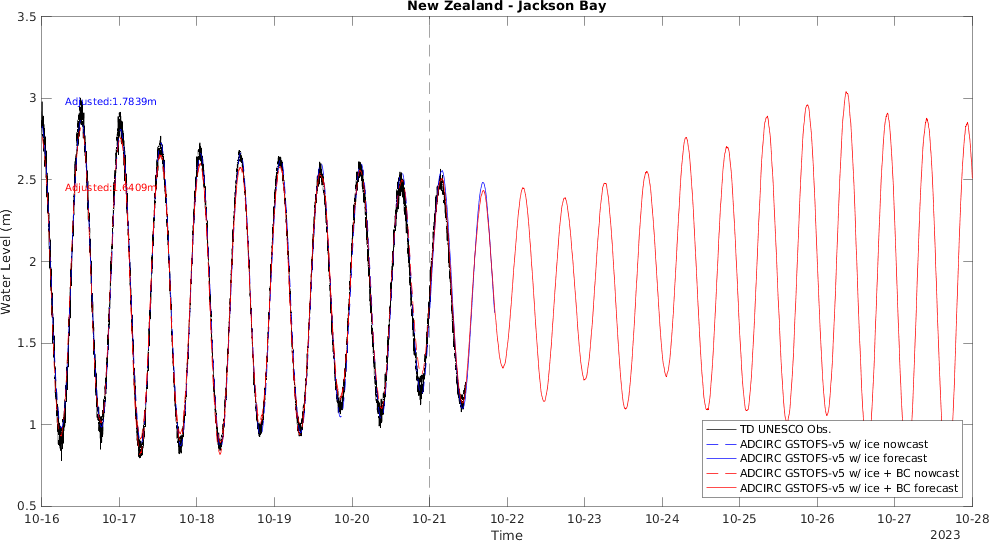 New Zealand - Jackson Bay
3.5
3
2.5
2
1.5
1
0.5
Water Level (m)
Adjusted:1.7839m
Adjusted:1.6409m
TD UNESCO Obs.
ADCIRC GSTOFS-v5 w/ ice nowcast
ADCIRC GSTOFS-v5 w/ ice forecast
ADCIRC GSTOFS-v5 w/ ice + BC nowcast
ADCIRC GSTOFS-v5 w/ ice + BC forecast
10-16 10-17 10-18 10-19 10-20 10-21 10-22 10-23 10-24 10-25 10-26 10-27 10-28
Time
2023